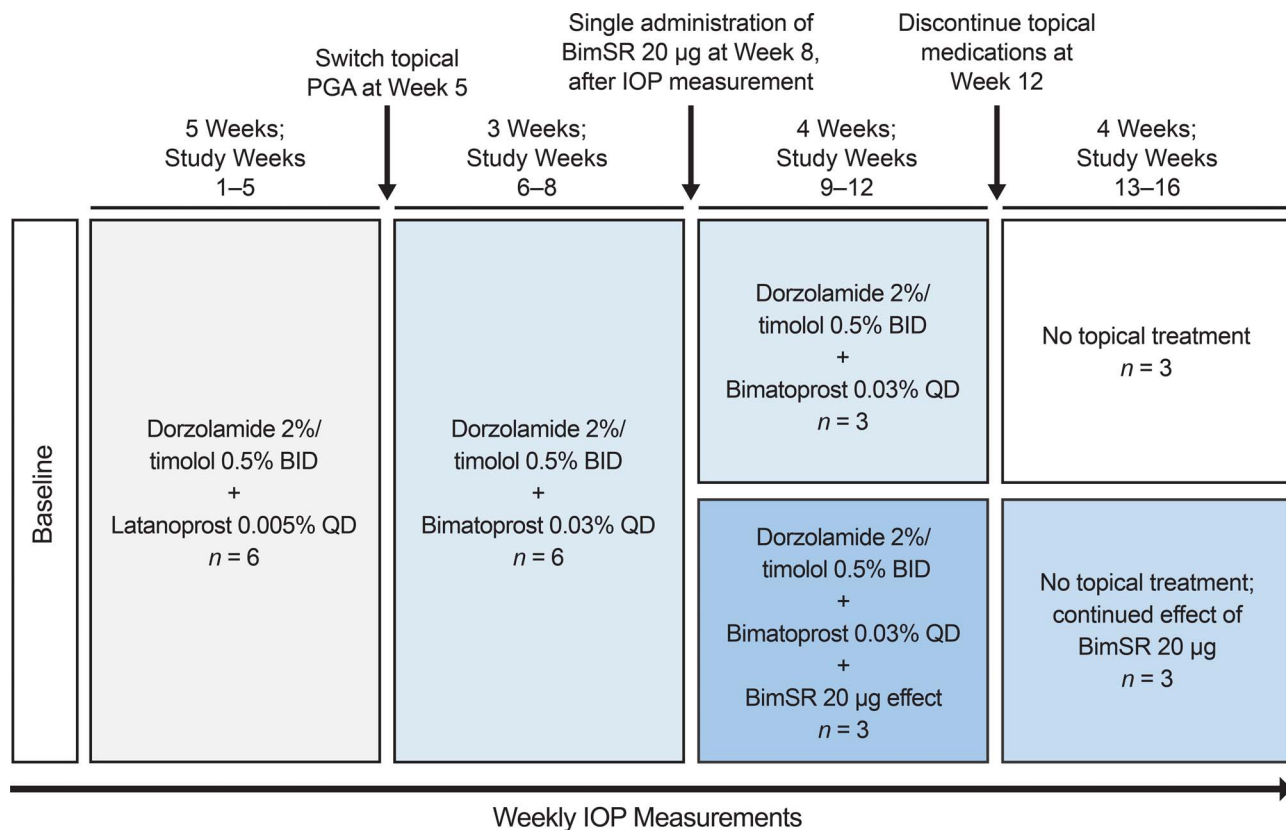 Switch topical
PGA at Week 5
Single administration of
BimSR 20 µg at Week 8,
after IOP measurement
Discontinue topical
medications at
Week 12
5 Weeks;
Study Weeks
1–5
3 Weeks;
Study Weeks
6–8
4 Weeks;
Study Weeks
9–12
4 Weeks;
Study Weeks
13–16
Baseline
Dorzolamide 2%/
timolol 0.5% BID
+
Latanoprost 0.005% QD
n = 6
Dorzolamide 2%/
timolol 0.5% BID
+
Bimatoprost 0.03% QD
n = 6
Dorzolamide 2%/
timolol 0.5% BID
+
Bimatoprost 0.03% QD
n = 3
No topical treatment
n = 3
Dorzolamide 2%/
timolol 0.5% BID
+
Bimatoprost 0.03% QD
+
BimSR 20 µg effect
n = 3
No topical treatment;
continued effect of
BimSR 20 µg
n = 3
Weekly IOP Measurements